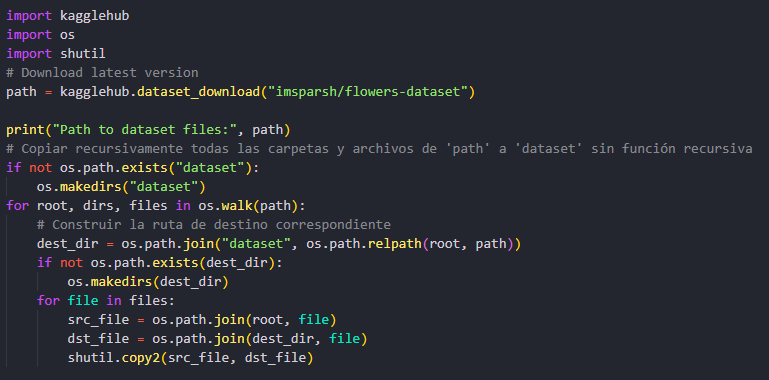 import kagglehub
import os
import shutil
# Download latest version
path = kagglehub.dataset_download("imsparsh/flowers-dataset")

print("Path to dataset files:", path)
# Copiar recursivamente todas las carpetas y archivos de 'path' a 'dataset' sin función recursiva
if not os.path.exists("dataset"):
    os.makedirs("dataset")
for root, dirs, files in os.walk(path):
    # Construir la ruta de destino correspondiente
    dest_dir = os.path.join("dataset", os.path.relpath(root, path))
    if not os.path.exists(dest_dir):
        os.makedirs(dest_dir)
    for file in files:
        src_file = os.path.join(root, file)
        dst_file = os.path.join(dest_dir, file)
        shutil.copy2(src_file, dst_file)